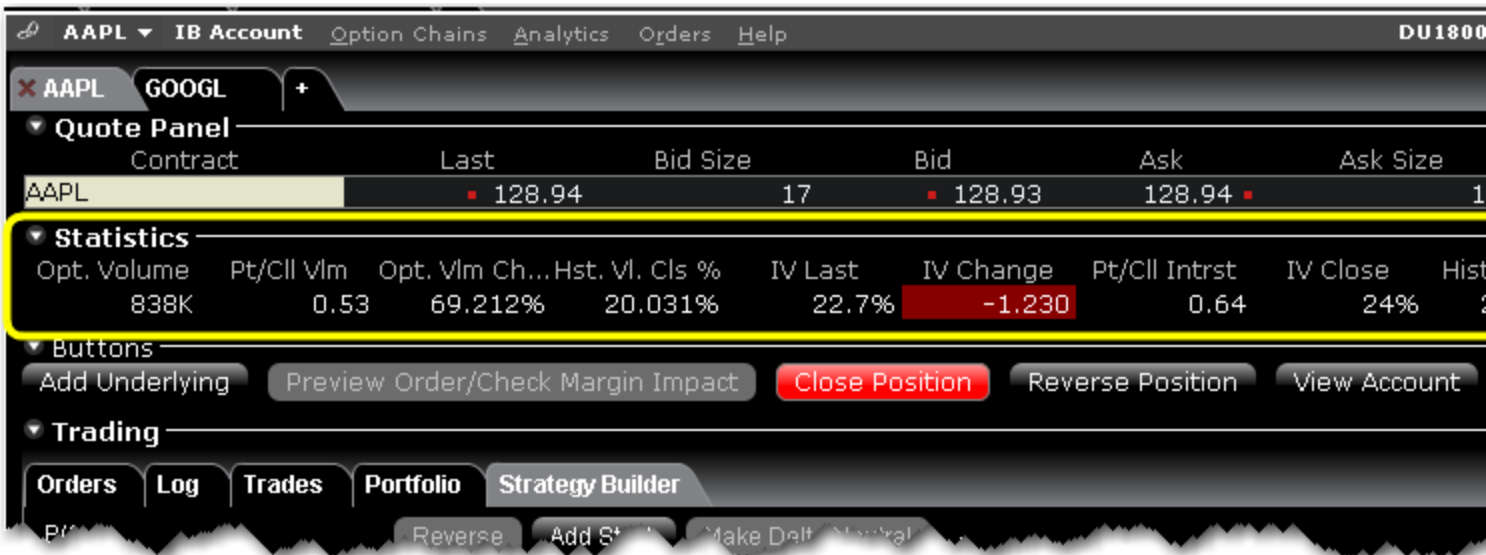 AAPL IB Account Option Chains Analytics Orders Help DU1800
AAPL GOOGL +
Quote Panel
Contract Last Bid Size Bid Ask Ask Size
AAPL 128.94 17 128.93 128.94 1
Statistics
Opt. Volume Pt/Cll Vlm Opt. Vlm Ch... Hst. Vl. Cls % IV Last IV Change Pt/Cll Intrst IV Close Hist
838K 0.53 69.212% 20.031% 22.7% -1.230 0.64 24%
Buttons
Add Underlying Preview Order/Check Margin Impact Close Position Reverse Position View Account
Trading
Orders Log Trades Portfolio Strategy Builder
Reverse Add Make